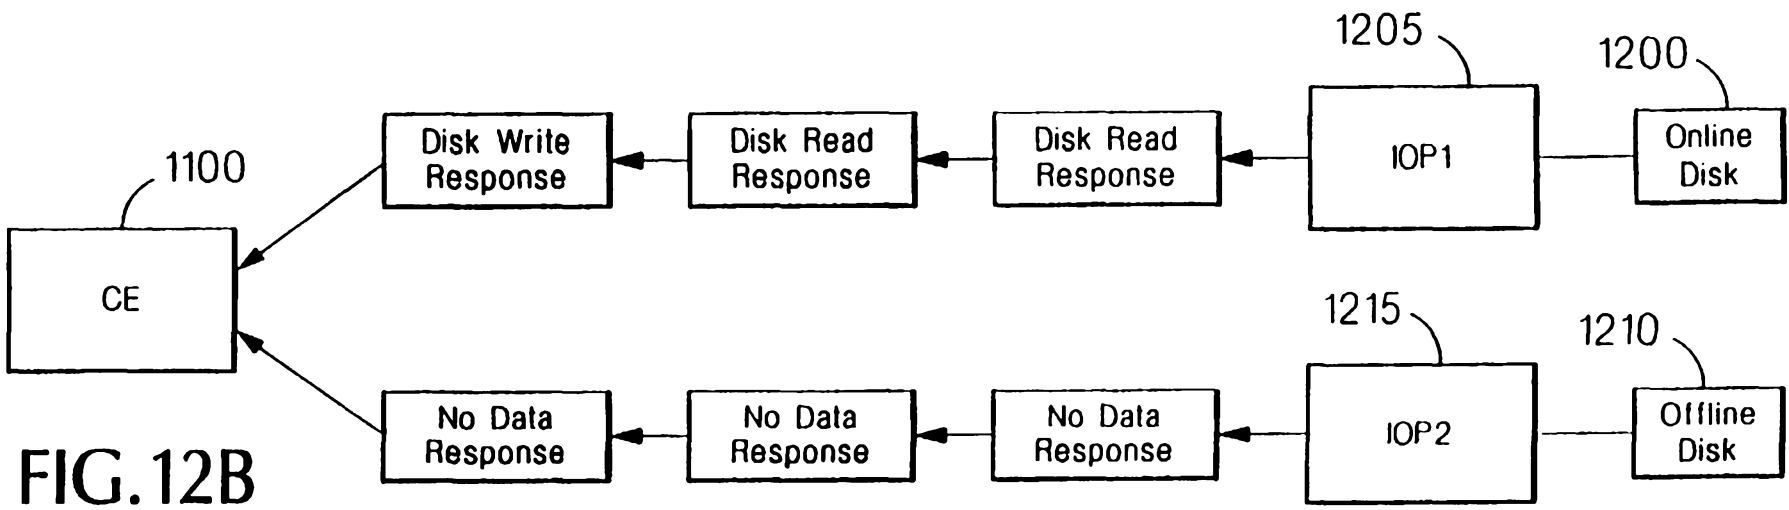 1205
1200
Disk Write
Response
Disk Read
Response
Disk Read
Response
IOP1
Online
Disk
1100
CE
1215
1210
No Data
Response
No Data
Response
No Data
Response
IOP2
Offline
Disk
FIG.12B